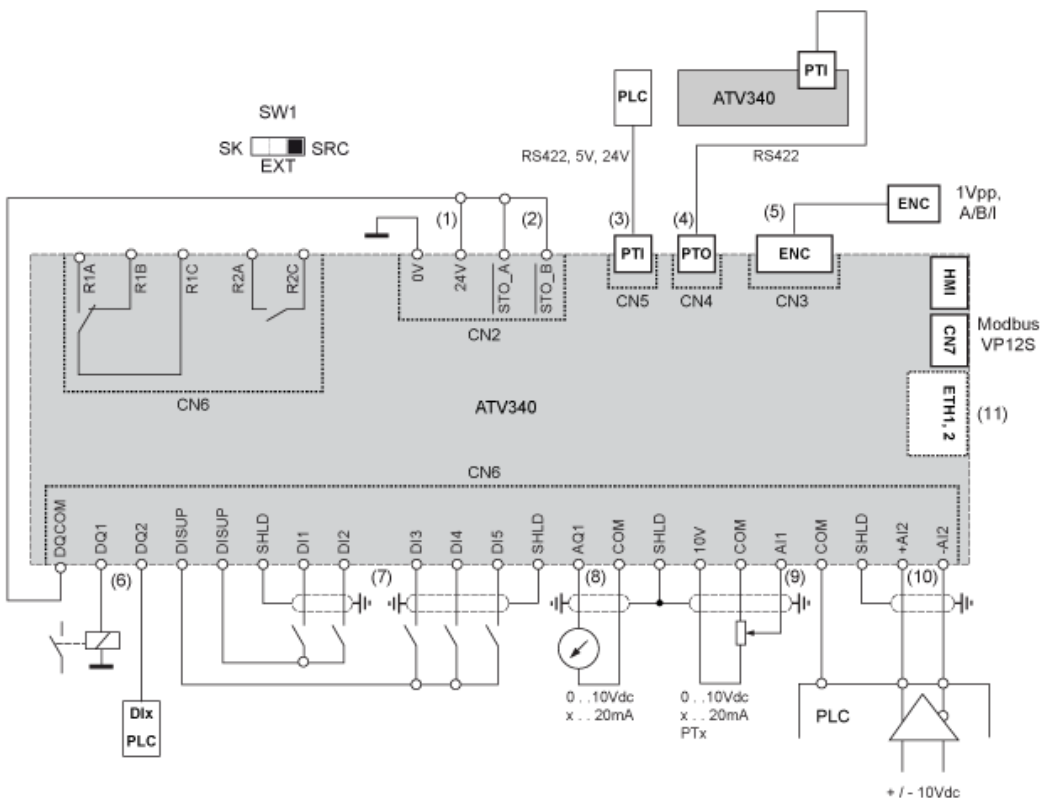 PTI
PLC
ATV340
SW1
SK
SRC
EXT
RS422, 5V, 24V
RS422
ENC
1Vpp,
A/B/I
(1)
(2)
(3)
(4)
(5)
R1A
R1B
R1C
R2A
R2C
0V
24V
STO_A
STO_B
PTI
PTO
ENC
HMI
CN5
CN4
CN3
CN2
CN7
Modbus
VP12S
CN6
ATV340
ETH1, 2
(11)
CN6
DQCOM
DQ1
DQ2
DISUP
DISUP
SHLD
DI1
DI2
DI3
DI4
DI5
SHLD
AQ1
COM
SHLD
10V
COM
AI1
COM
SHLD
+AI2
-AI2
(6)
(7)
(8)
(9)
(10)
0 . . 10Vdc
x . . 20mA
0 . . 10Vdc
x . . 20mA
PTx
DIx
PLC
PLC
+ / - 10Vdc